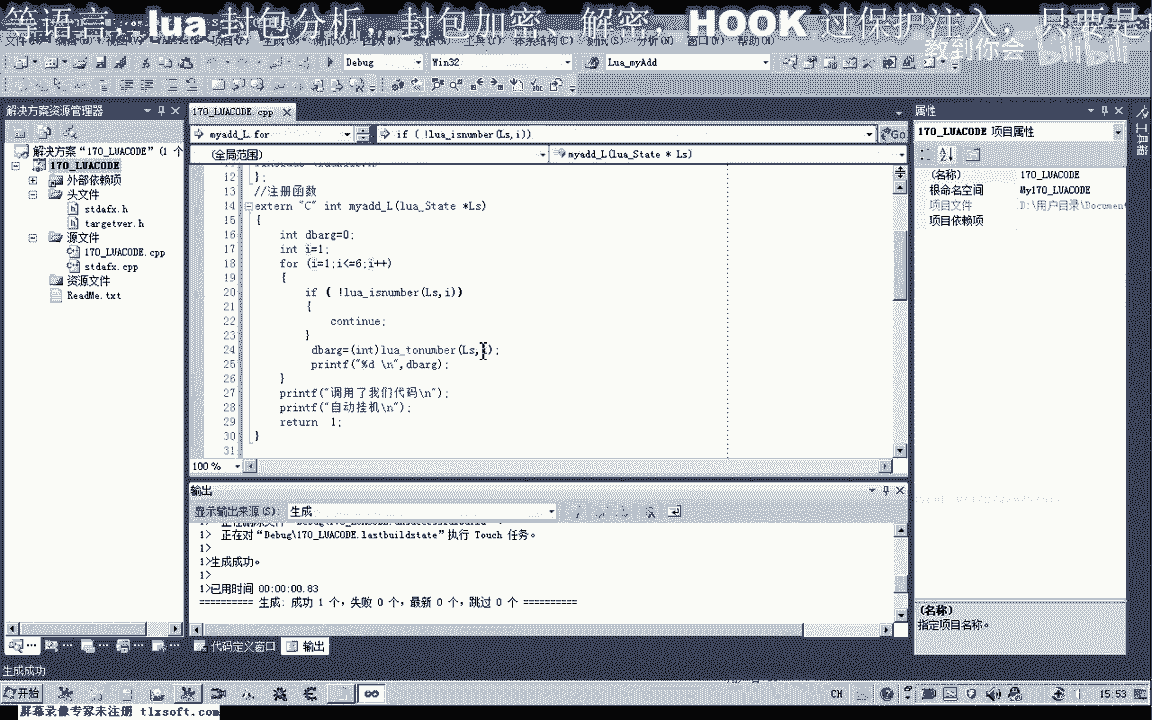 等语言，lua 封包分析，封包加密、解密，HOOK 过保护注入，只要是
教到你会
Debug
Win32
Lua_myAdd
解决方案资源管理器
解决方案“170_LUACODE”(1 个
170_LUACODE
外部依赖项
头文件
stdafx.h
targetver.h
源文件
170_LUACODE.cpp
stdafx.cpp
资源文件
ReadMe.txt
170_LUACODE.cpp
myadd_L.for
if ( !lua_isnumber(Ls,i))
Go
(全局范围)
myadd_L(lua_State * Ls)
12 };
13 //注册函数
14 extern "C" int myadd_L(lua_State *Ls)
15 {
16 int dbarg=0;
17 int i=1;
18 for (i=1;i<=6;i++)
19 {
20 if ( !lua_isnumber(Ls,i))
21 {
22 continue;
23 }
24 dbarg=(int)lua_tonumber(Ls,i);
25 printf("%d \n",dbarg);
26 }
27 printf("调用了我们代码\n");
28 printf("自动挂机\n");
29 return 1;
30 }
31
100 %
输出
显示输出来源(S): 生成
1> 正在对“Debug\170_LUACODE.lastbuildstate”执行 Touch 任务。
1>
1>生成成功。
1>
1>已用时间 00:00:00.83
========== 生成: 成功 1 个，失败 0 个，最新 0 个，跳过 0 个 ==========
代码定义窗口
输出
属性
170_LUACODE 项目属性
(名称) 170_LUACODE
根命名空间 My170_LUACODE
项目文件 D:\用户目录\Documen
项目依赖项
(名称)
指定项目名称。
工具箱
生成成功
开始
CH
15:53
屏幕录像专家未注册 tlxsoft.com